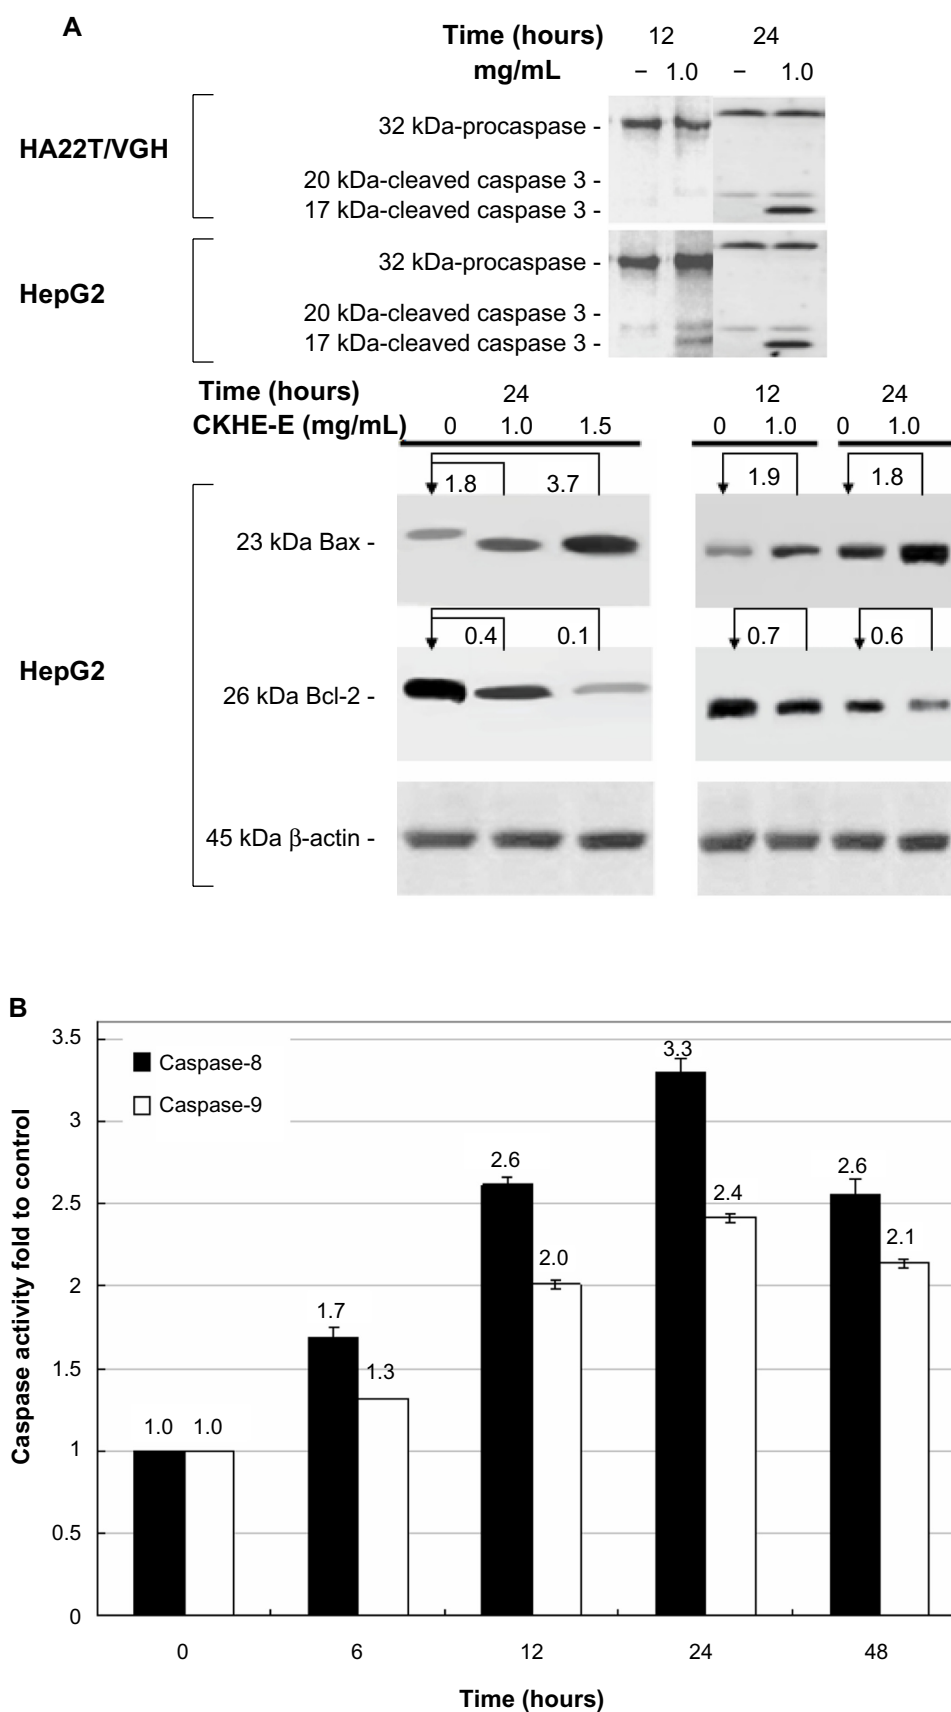 A
Time (hours) 12 24
mg/mL – 1.0 – 1.0
HA22T/VGH
32 kDa-procaspase -
20 kDa-cleaved caspase 3 -
17 kDa-cleaved caspase 3 -
HepG2
32 kDa-procaspase -
20 kDa-cleaved caspase 3 -
17 kDa-cleaved caspase 3 -
Time (hours) 24 12 24
CKHE-E (mg/mL) 0 1.0 1.5 0 1.0 0 1.0
1.8 3.7 1.9 1.8
23 kDa Bax -
0.4 0.1 0.7 0.6
HepG2
26 kDa Bcl-2 -
45 kDa β-actin -
B
Caspase activity fold to control
3.5
3
2.5
2
1.5
1
0.5
0
Caspase-8
Caspase-9
1.0 1.0
1.7 1.3
2.6 2.0
3.3 2.4
2.6 2.1
0 6 12 24 48
Time (hours)